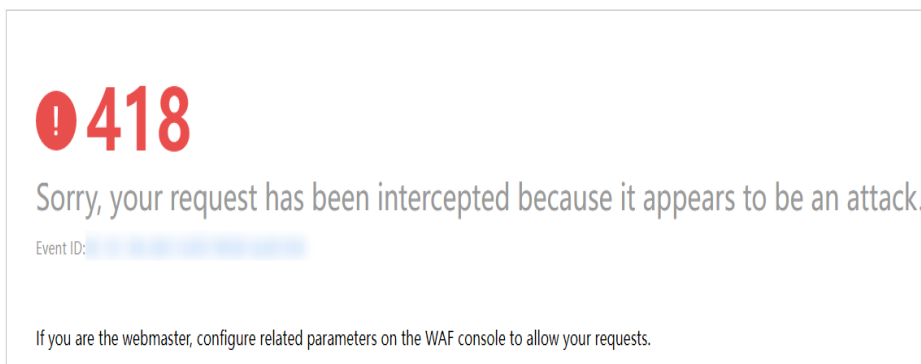 418
Sorry, your request has been intercepted because it appears to be an attack.
Event ID:
If you are the webmaster, configure related parameters on the WAF console to allow your requests.